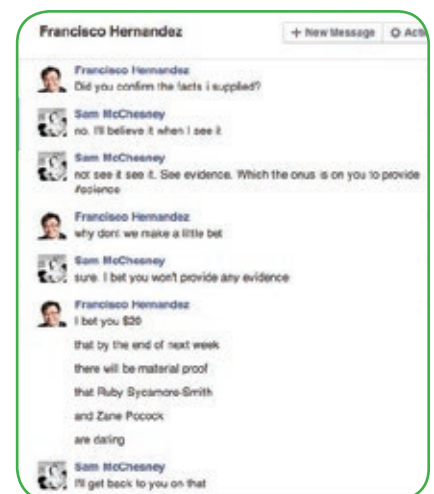 Francisco Hernandez
+ New Message
Acti
Francisco Hernandez
Did you confirm the facts i supplied?
Sam McChesney
no. I'll believe it when I see it
Sam McChesney
not see it see it. See evidence. Which the onus is on you to provide
#science
Francisco Hernandez
why dont we make a little bet
Sam McChesney
sure. I bet you won't provide any evidence
Francisco Hernandez
I bet you $20
that by the end of next week
there will be material proof
that Ruby Sycamore-Smith
and Zane Pocock
are dating
Sam McChesney
I'll get back to you on that